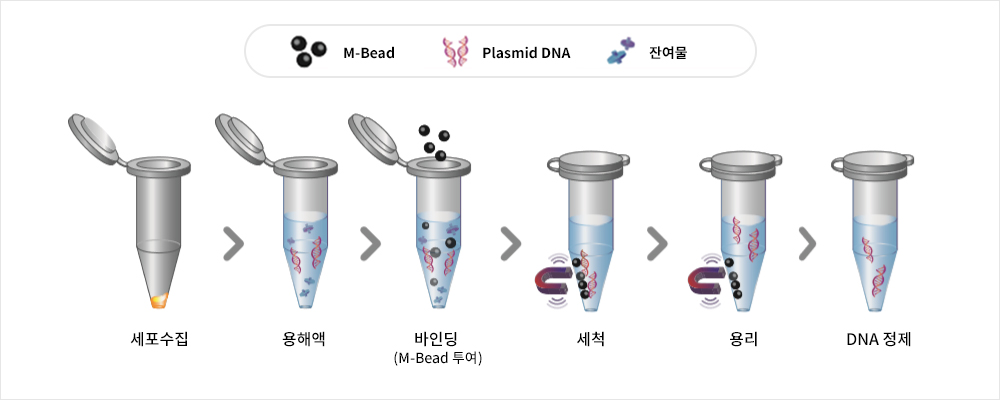 M-Bead
Plasmid DNA
잔여물
세포수집
용해액
바인딩
(M-Bead 투여)
세척
용리
DNA 정제